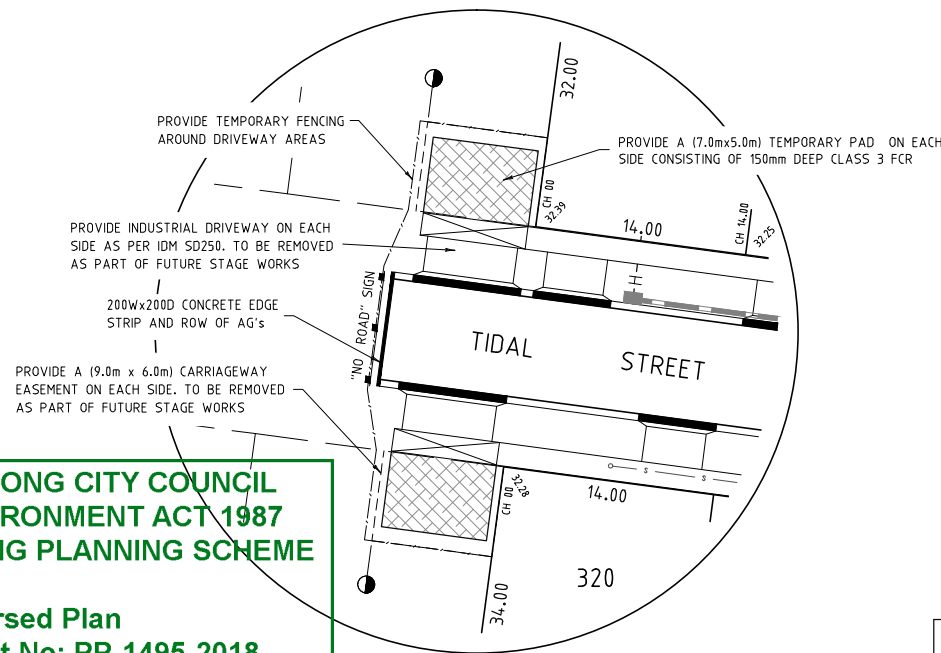 32.00
PROVIDE TEMPORARY FENCING
AROUND DRIVEWAY AREAS
PROVIDE A (7.0mx5.0m) TEMPORARY PAD ON EACH
SIDE CONSISTING OF 150mm DEEP CLASS 3 FCR
CH 00
32.39
14.00
CH 14.00
32.25
PROVIDE INDUSTRIAL DRIVEWAY ON EACH
SIDE AS PER IDM SD250. TO BE REMOVED
AS PART OF FUTURE STAGE WORKS
H
200Wx200D CONCRETE EDGE
STRIP AND ROW OF AG's
"NO ROAD" SIGN
TIDAL STREET
PROVIDE A (9.0m x 6.0m) CARRIAGEWAY
EASEMENT ON EACH SIDE. TO BE REMOVED
AS PART OF FUTURE STAGE WORKS
S S
CH 00
32.28
14.00
320
34.00
ONG CITY COUNCIL
RONMENT ACT 1987
NG PLANNING SCHEME
rsed Plan
t No: PP-1495-2018